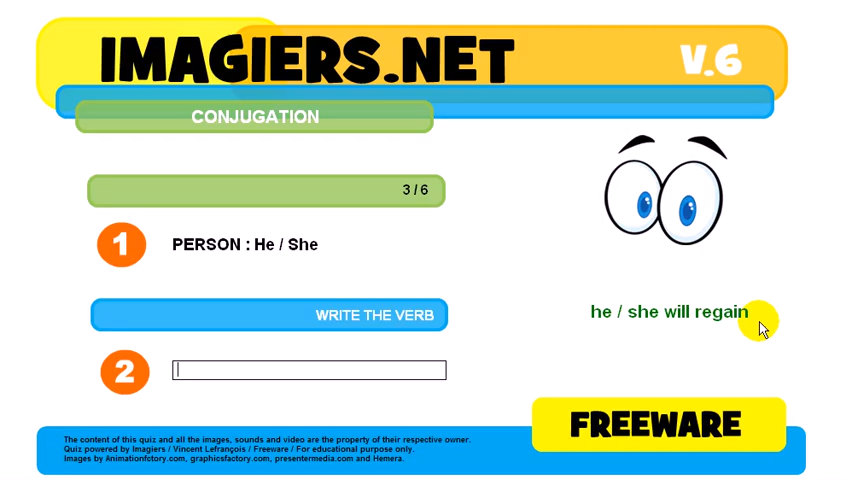 IMAGIERS.NET
V.6
CONJUGATION
3 / 6
1
PERSON : He / She
WRITE THE VERB
he / she will regain
2
FREEWARE
The content of this quiz and all the images, sounds and video are the property of their respective owner.
Quiz powered by Imagiers / Vincent Lefrançois / Freeware / For educational purpose only.
Images by Animationfctory.com, graphicsfactory.com, presentermedia.com and Hemera.